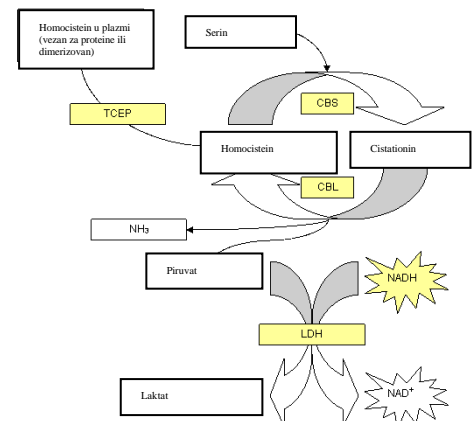 Homocistein u plazmi
(vezan za proteine ili
dimerizovan)
Serin
TCEP
CBS
Homocistein
Cistationin
CBL
NH₃
Piruvat
NADH
LDH
Laktat
NAD⁺